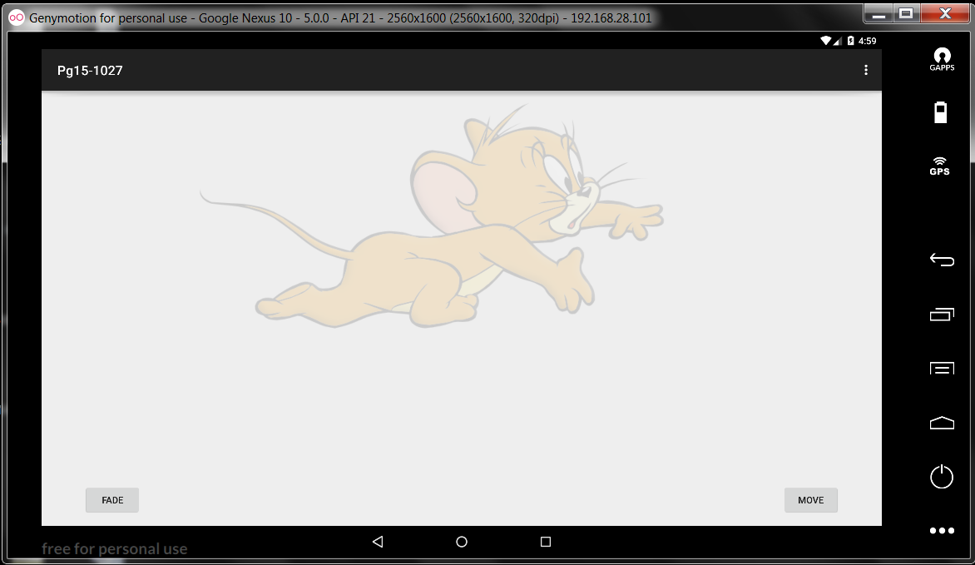 Genymotion for personal use - Google Nexus 10 - 5.0.0 - API 21 - 2560x1600 (2560x1600, 320dpi) - 192.168.28.101
4:59
Pg15-1027
GAPPS
GPS
FADE
MOVE
free for personal use